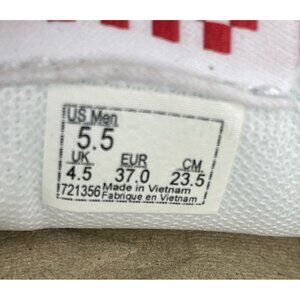 US Men
5.5
UK EUR CM
4.5 37.0 23.5
721356 Made in Vietnam
Fabrique en Vietnam